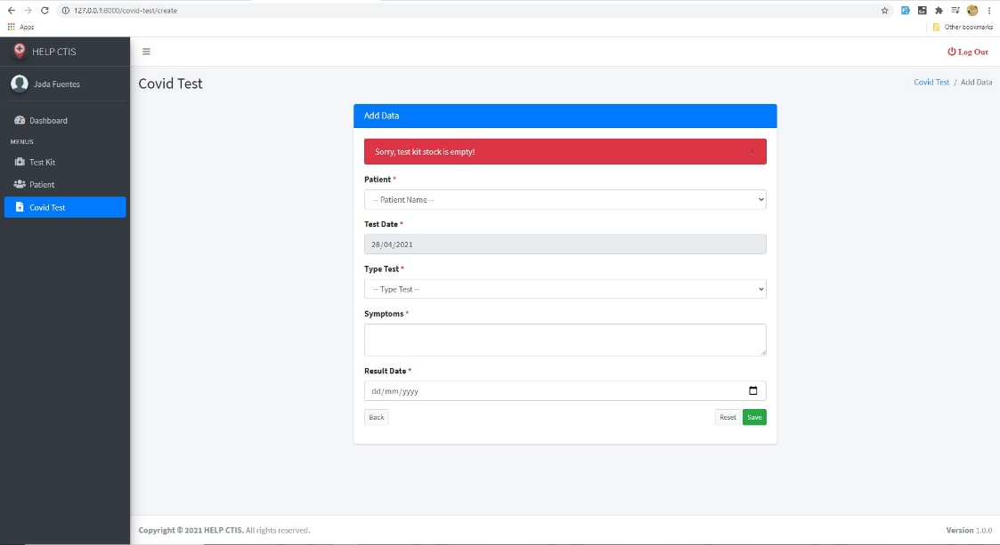 127.0.0.1:8000/covid-test/create
Apps
Other bookmarks
HELP CTIS
Log Out
Jada Fuentes
Covid Test
Covid Test / Add Data
Dashboard
MENUS
Test Kit
Patient
Covid Test
Add Data
Sorry, test kit stock is empty!
×
Patient *
-- Patient Name --
Test Date *
28/04/2021
Type Test *
-- Type Test --
Symptoms *
Result Date *
dd/mm/yyyy
Back
Reset
Save
Copyright © 2021 HELP CTIS. All rights reserved.
Version 1.0.0